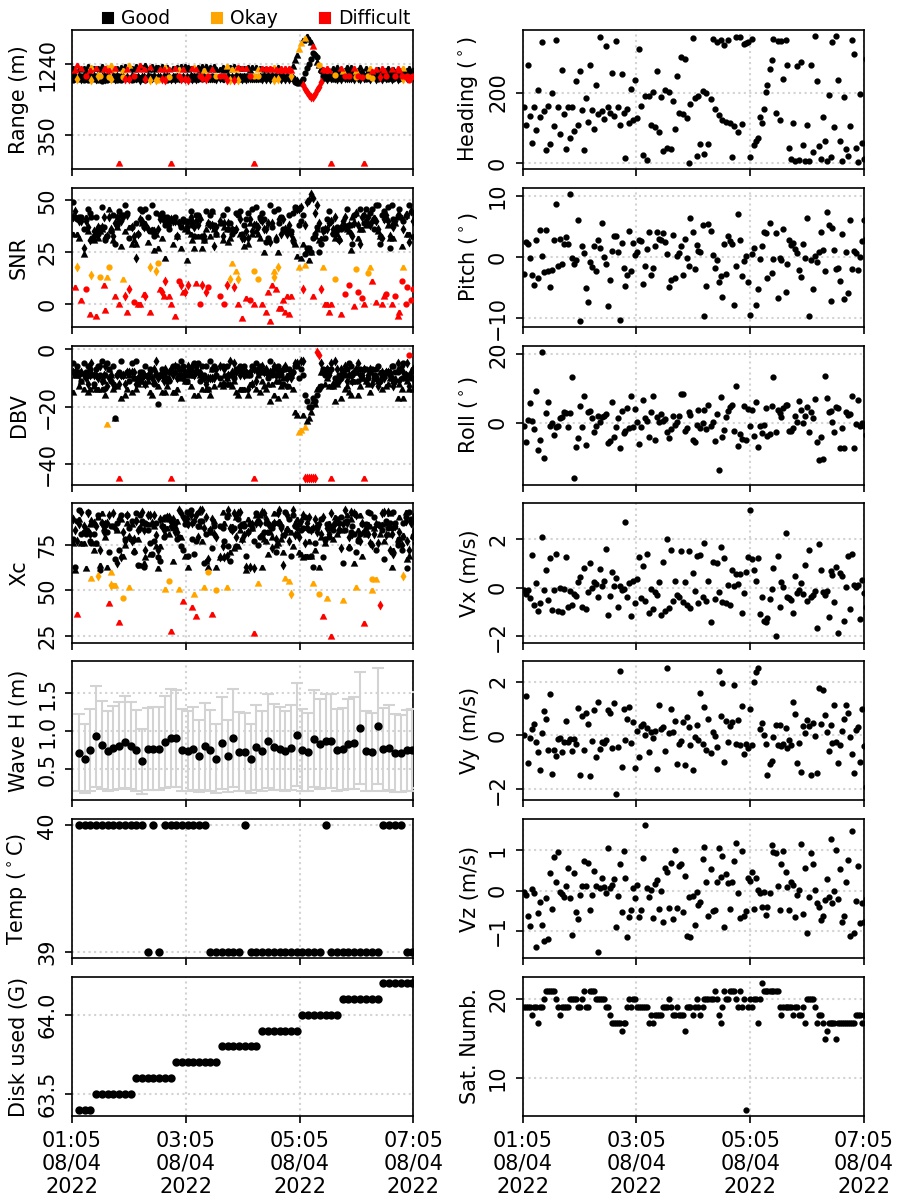 Good Okay Difficult
Range (m)
1240
350
Heading (°)
200
0
SNR
50
25
0
Pitch (°)
10
0
−10
DBV
0
−20
−40
Roll (°)
20
0
Xc
75
50
25
Vx (m/s)
2
0
−2
Wave H (m)
1.5
1.0
0.5
Vy (m/s)
2
0
−2
Temp (°C)
40
39
Vz (m/s)
1
0
−1
Disk used (G)
64.0
63.5
Sat. Numb.
20
10
01:05 03:05 05:05 07:05 01:05 03:05 05:05 07:05
08/04 08/04 08/04 08/04 08/04 08/04 08/04 08/04
2022 2022 2022 2022 2022 2022 2022 2022